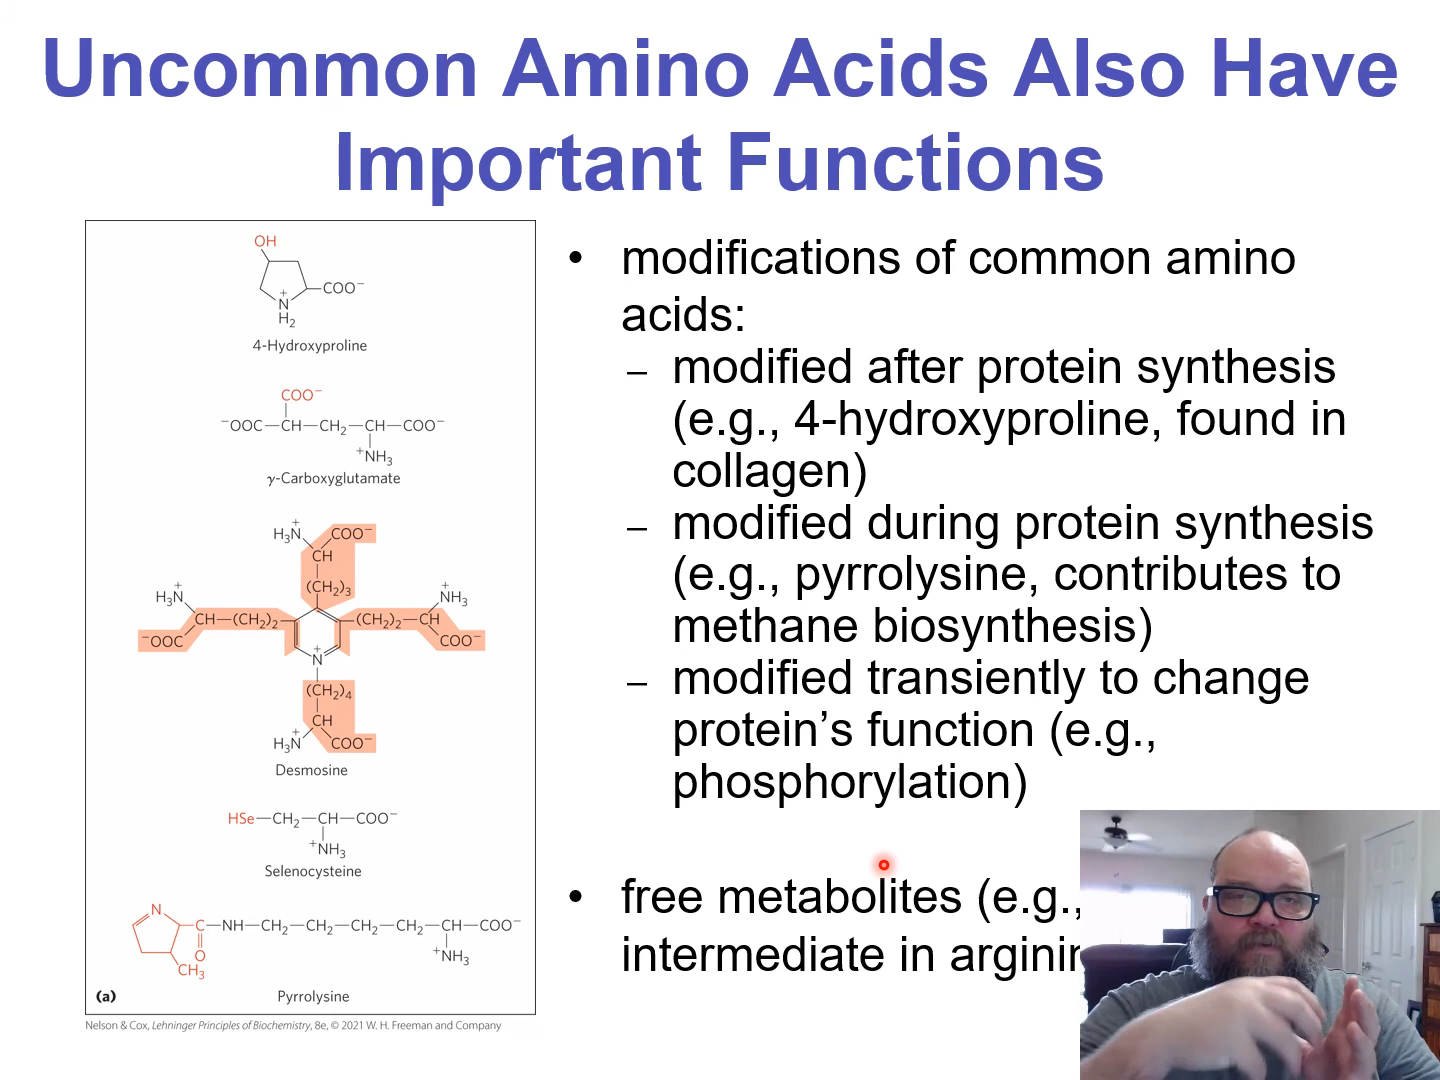 Uncommon Amino Acids Also Have
Important Functions
OH
COO⁻
+
N
H₂
4-Hydroxyproline
COO⁻
⁻OOC—CH—CH₂—CH—COO⁻
⁺NH₃
γ-Carboxyglutamate
+
H₃N COO⁻
CH
(CH₂)₃
+ +
H₃N NH₃
CH—(CH₂)₂ (CH₂)₂—CH
⁻OOC COO⁻
+
N
(CH₂)₄
CH
+
H₃N COO⁻
Desmosine
HSe—CH₂—CH—COO⁻
⁺NH₃
Selenocysteine
N
C—NH—CH₂—CH₂—CH₂—CH₂—CH—COO⁻
O
⁺NH₃
CH₃
(a) Pyrrolysine
Nelson & Cox, Lehninger Principles of Biochemistry, 8e, © 2021 W. H. Freeman and Company
• modifications of common amino
acids:
– modified after protein synthesis
(e.g., 4-hydroxyproline, found in
collagen)
– modified during protein synthesis
(e.g., pyrrolysine, contributes to
methane biosynthesis)
– modified transiently to change
protein’s function (e.g.,
phosphorylation)
• free metabolites (e.g.,
intermediate in